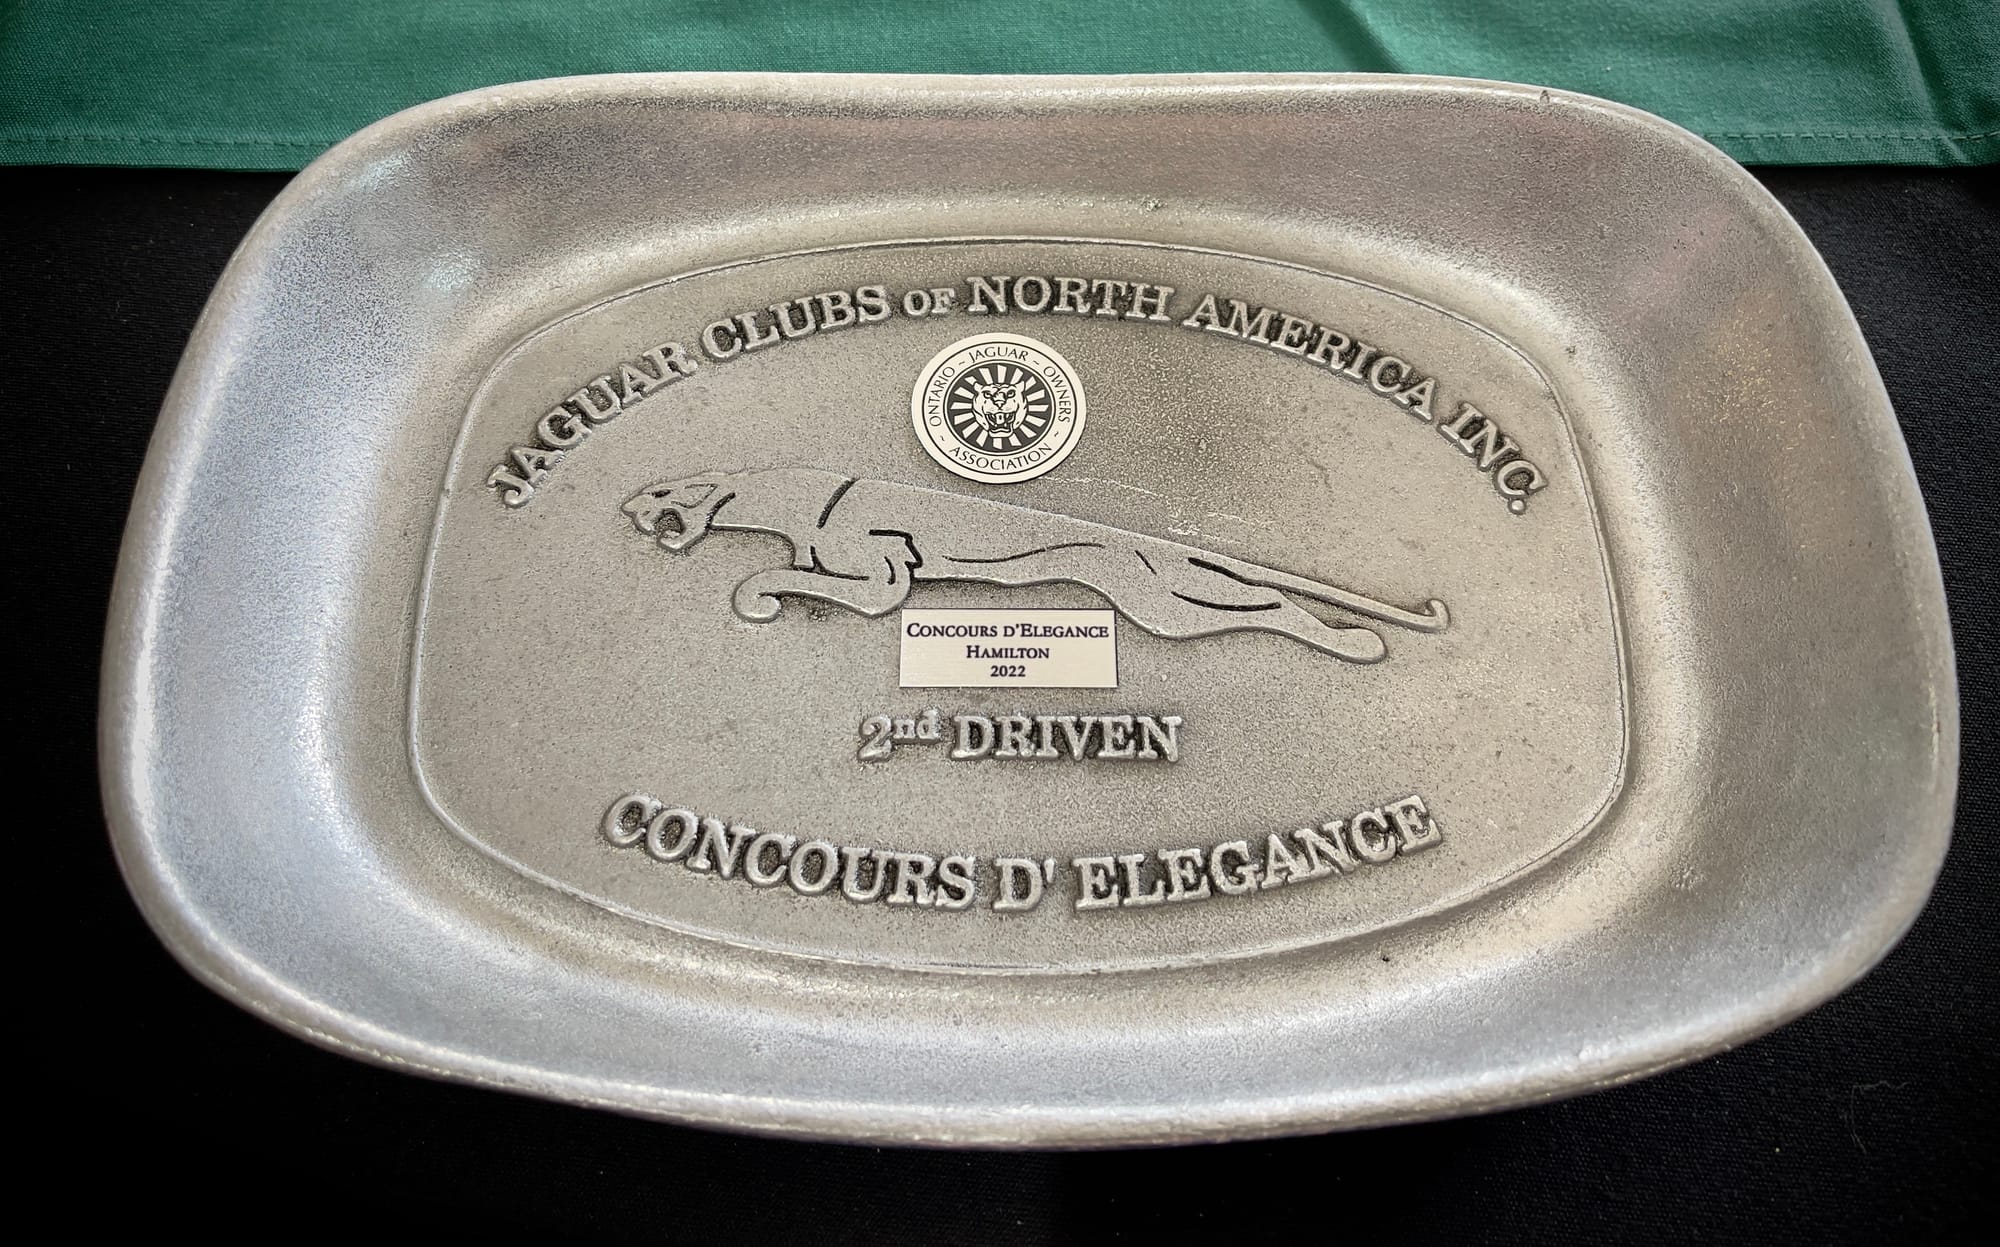 JAGUAR CLUBS OF NORTH AMERICA INC.
ONTARIO ~ JAGUAR ~ OWNERS ~
ASSOCIATION ~
CONCOURS D'ELEGANCE
HAMILTON
2022
2nd DRIVEN
CONCOURS D' ELEGANCE